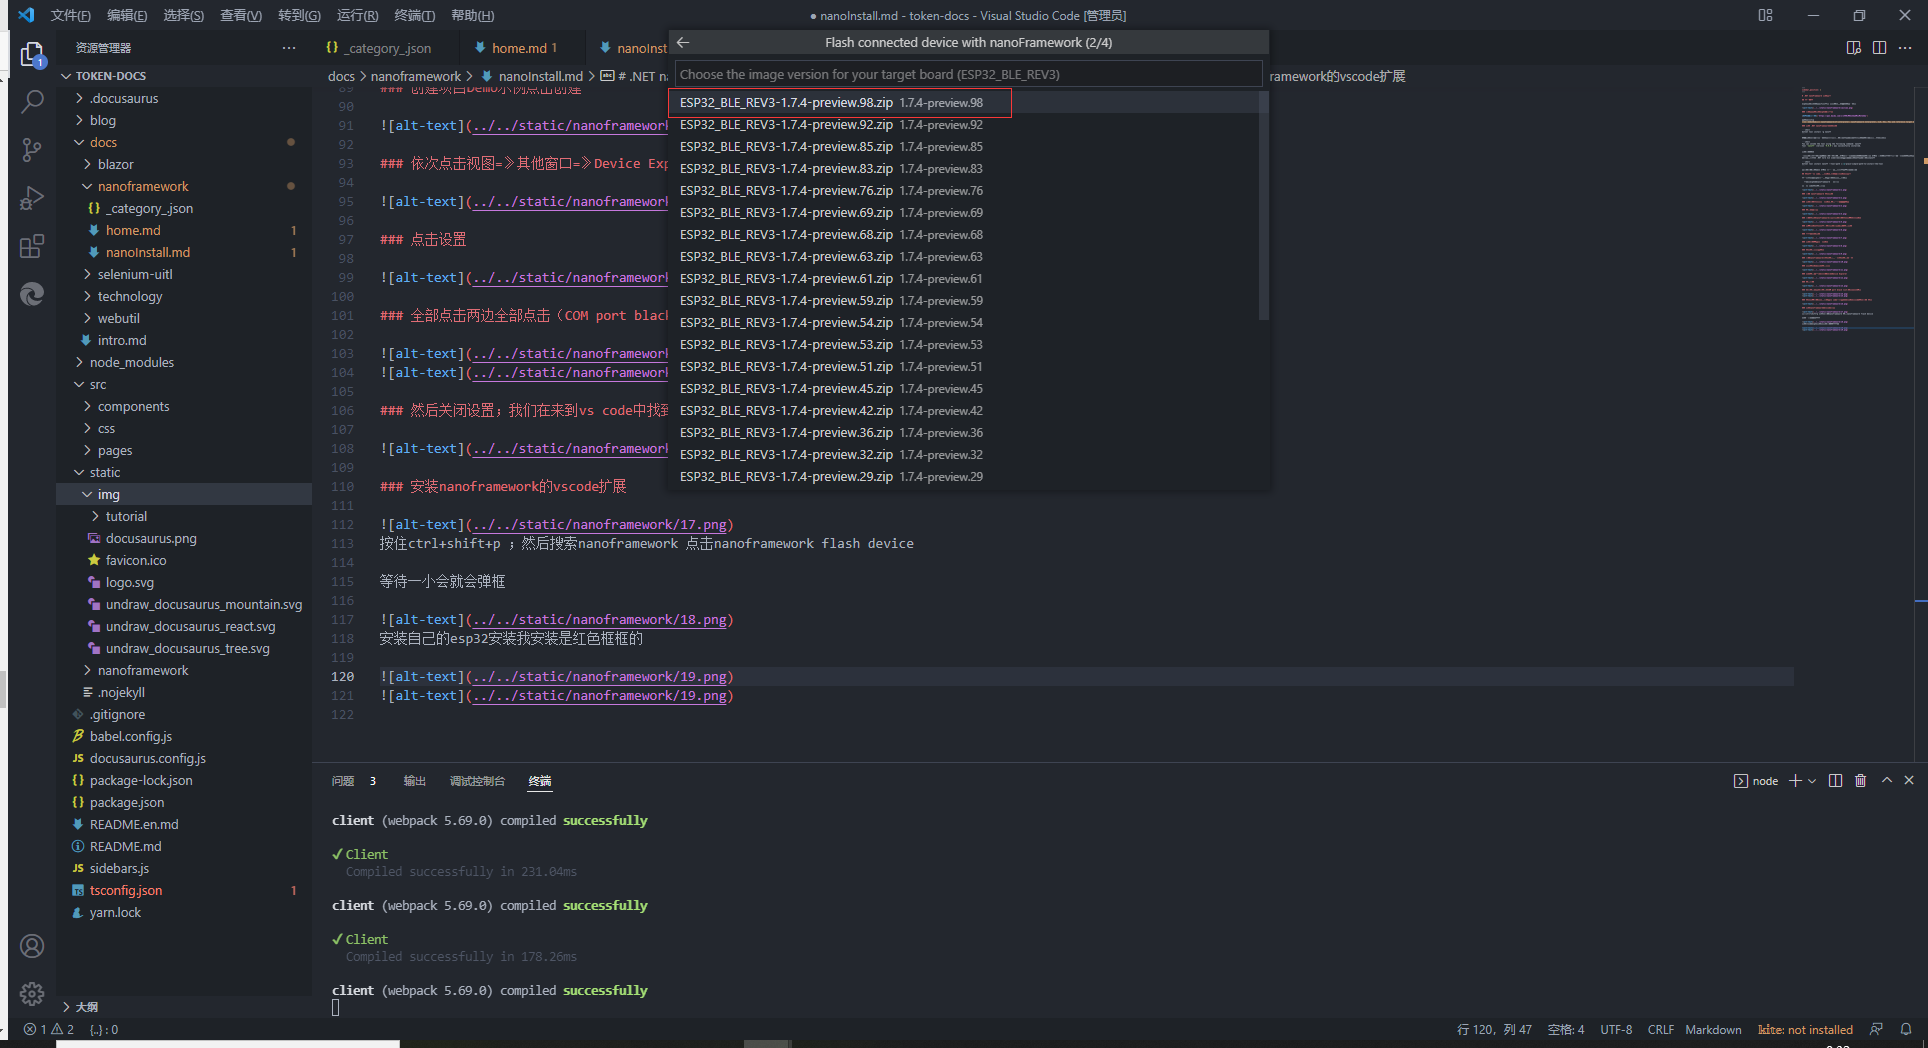 文件(F) 编辑(E) 选择(S) 查看(V) 转到(G) 运行(R) 终端(T) 帮助(H)
● nanoInstall.md - token-docs - Visual Studio Code [管理员]
资源管理器
TOKEN-DOCS
.docusaurus
blog
docs
blazor
nanoframework
_category_.json
home.md 1
nanoInstall.md 1
selenium-uitl
technology
webutil
intro.md
node_modules
src
components
css
pages
static
img
tutorial
docusaurus.png
favicon.ico
logo.svg
undraw_docusaurus_mountain.svg
undraw_docusaurus_react.svg
undraw_docusaurus_tree.svg
nanoframework
.nojekyll
.gitignore
babel.config.js
docusaurus.config.js
package-lock.json
package.json
README.en.md
README.md
sidebars.js
tsconfig.json 1
yarn.lock
大纲
_category_.json
home.md 1
nanoInst
docs > nanoframework > nanoInstall.md > # .NET na
ramework的vscode扩展
Flash connected device with nanoFramework (2/4)
Choose the image version for your target board (ESP32_BLE_REV3)
ESP32_BLE_REV3-1.7.4-preview.98.zip 1.7.4-preview.98
ESP32_BLE_REV3-1.7.4-preview.92.zip 1.7.4-preview.92
ESP32_BLE_REV3-1.7.4-preview.85.zip 1.7.4-preview.85
ESP32_BLE_REV3-1.7.4-preview.83.zip 1.7.4-preview.83
ESP32_BLE_REV3-1.7.4-preview.76.zip 1.7.4-preview.76
ESP32_BLE_REV3-1.7.4-preview.69.zip 1.7.4-preview.69
ESP32_BLE_REV3-1.7.4-preview.68.zip 1.7.4-preview.68
ESP32_BLE_REV3-1.7.4-preview.63.zip 1.7.4-preview.63
ESP32_BLE_REV3-1.7.4-preview.61.zip 1.7.4-preview.61
ESP32_BLE_REV3-1.7.4-preview.59.zip 1.7.4-preview.59
ESP32_BLE_REV3-1.7.4-preview.54.zip 1.7.4-preview.54
ESP32_BLE_REV3-1.7.4-preview.53.zip 1.7.4-preview.53
ESP32_BLE_REV3-1.7.4-preview.51.zip 1.7.4-preview.51
ESP32_BLE_REV3-1.7.4-preview.45.zip 1.7.4-preview.45
ESP32_BLE_REV3-1.7.4-preview.42.zip 1.7.4-preview.42
ESP32_BLE_REV3-1.7.4-preview.36.zip 1.7.4-preview.36
ESP32_BLE_REV3-1.7.4-preview.32.zip 1.7.4-preview.32
ESP32_BLE_REV3-1.7.4-preview.29.zip 1.7.4-preview.29
89 ### 创建项目Demo示例点击创建
90
91 ![alt-text](../../static/nanoframework
92
93 ### 依次点击视图=》其他窗口=》Device Exp
94
95 ![alt-text](../../static/nanoframework
96
97 ### 点击设置
98
99 ![alt-text](../../static/nanoframework
100
101 ### 全部点击两边全部点击（COM port black
102
103 ![alt-text](../../static/nanoframework
104 ![alt-text](../../static/nanoframework
105
106 ### 然后关闭设置；我们在来到vs code中找到
107
108 ![alt-text](../../static/nanoframework
109
110 ### 安装nanoframework的vscode扩展
111
112 ![alt-text](../../static/nanoframework/17.png)
113 按住ctrl+shift+p ；然后搜索nanoframework 点击nanoframework flash device
114
115 等待一小会就会弹框
116
117 ![alt-text](../../static/nanoframework/18.png)
118 安装自己的esp32安装我安装是红色框框的
119
120 ![alt-text](../../static/nanoframework/19.png)
121 ![alt-text](../../static/nanoframework/19.png)
122
问题 3 输出 调试控制台 终端
node
client (webpack 5.69.0) compiled successfully
✔ Client
Compiled successfully in 231.04ms
client (webpack 5.69.0) compiled successfully
✔ Client
Compiled successfully in 178.26ms
client (webpack 5.69.0) compiled successfully
1 2 {..} : 0
行 120，列 47 空格: 4 UTF-8 CRLF Markdown kite: not installed